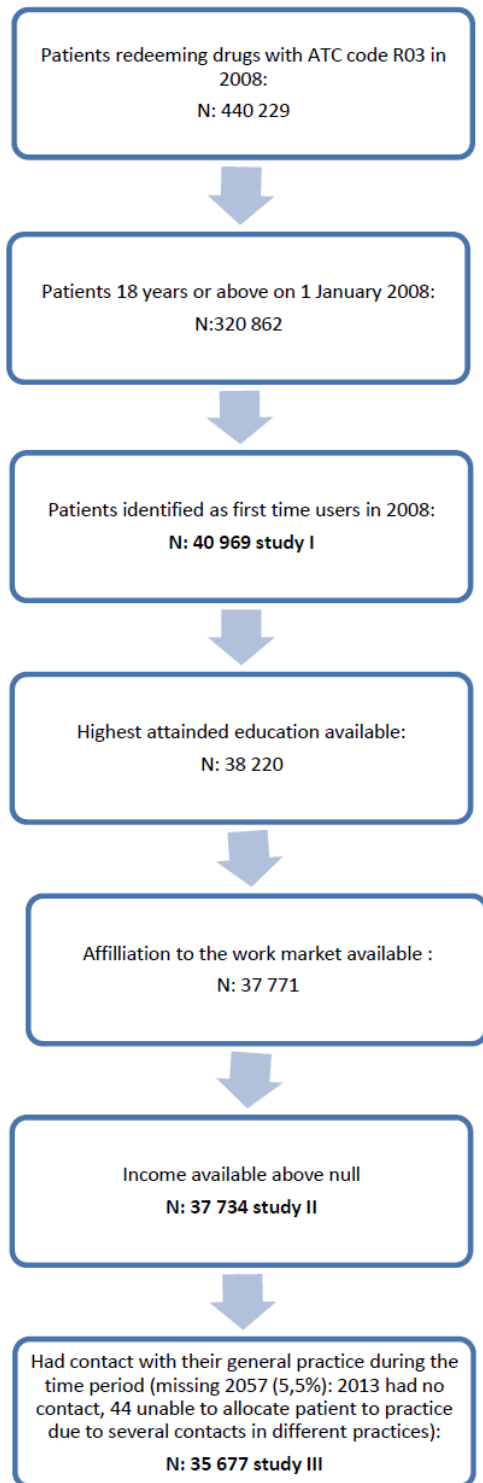 Patients redeeming drugs with ATC code R03 in
2008:
N: 440 229
Patients 18 years or above on 1 January 2008:
N:320 862
Patients identified as first time users in 2008:
N: 40 969 study I
Highest attainded education available:
N: 38 220
Affilliation to the work market available :
N: 37 771
Income available above null
N: 37 734 study II
Had contact with their general practice during the
time period (missing 2057 (5,5%): 2013 had no
contact, 44 unable to allocate patient to practice
due to several contacts in different practices):
N: 35 677 study III